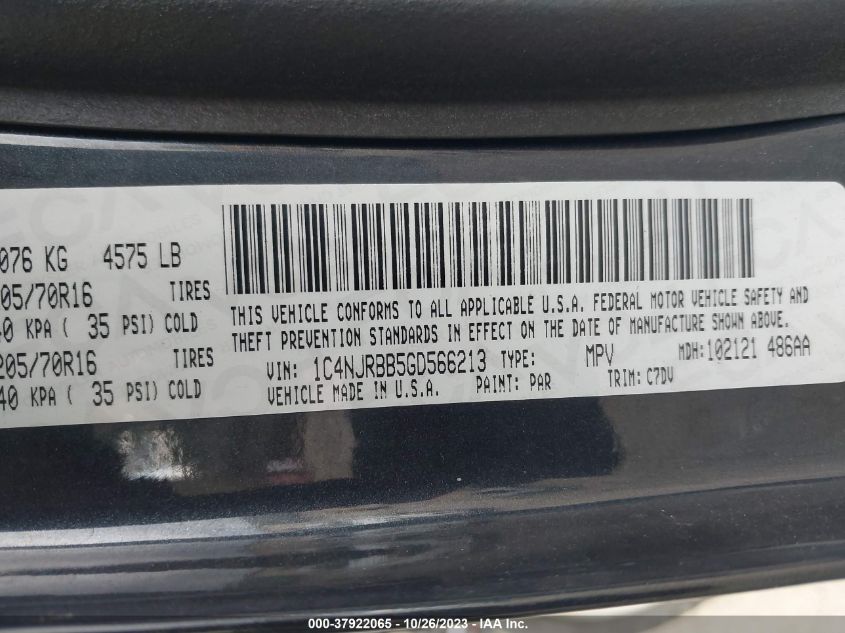 076 KG 4575 LB
05/70R16 TIRES
40 KPA ( 35 PSI) COLD
205/70R16 TIRES
40 KPA ( 35 PSI) COLD
THIS VEHICLE CONFORMS TO ALL APPLICABLE U.S.A. FEDERAL MOTOR VEHICLE SAFETY AND
THEFT PREVENTION STANDARDS IN EFFECT ON THE DATE OF MANUFACTURE SHOWN ABOVE.
VIN: 1C4NJRBB5GD566213 TYPE: MPV MDH:102121 486AA
VEHICLE MADE IN U.S.A. PAINT: PAR TRIM: C7DV
000-37922065 - 10/26/2023 - IAA Inc.